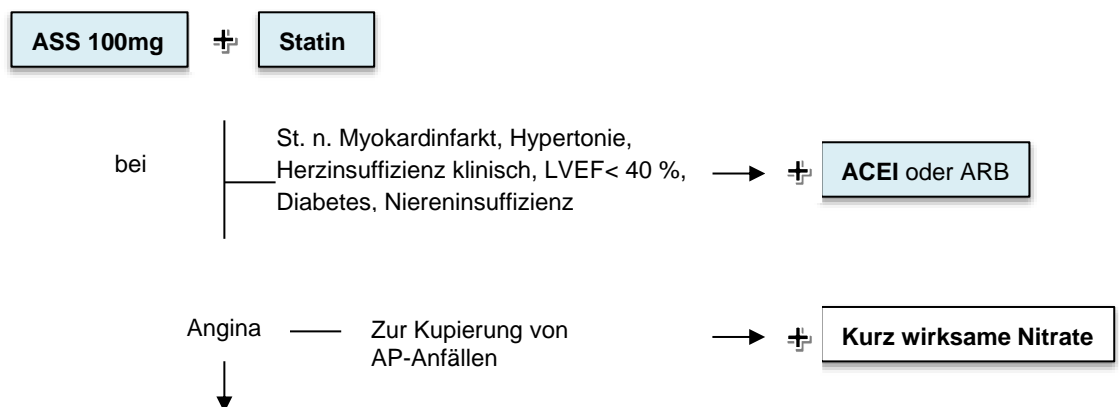 ASS 100mg + Statin
bei
St. n. Myokardinfarkt, Hypertonie,
Herzinsuffizienz klinisch, LVEF< 40 %,
Diabetes, Niereninsuffizienz
+ ACEI oder ARB
Angina
Zur Kupierung von
AP-Anfällen
+ Kurz wirksame Nitrate